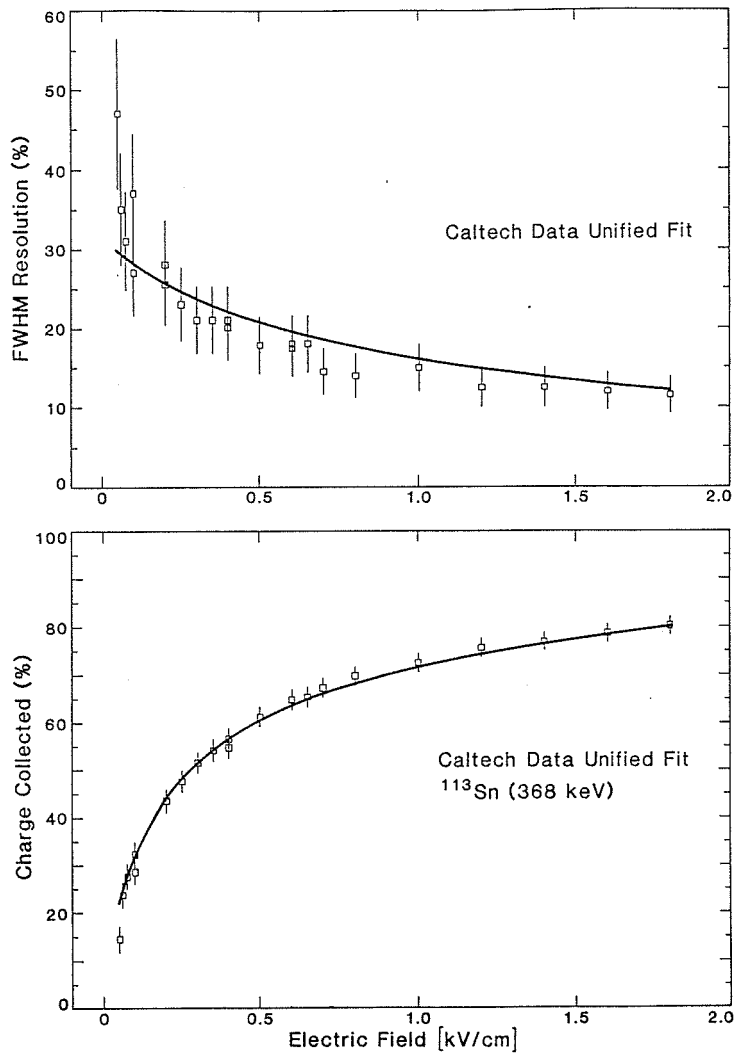 60
50
40
30
20
10
0
FWHM Resolution (%)
Caltech Data Unified Fit
0 0.5 1.0 1.5 2.0
100
80
60
40
20
0
Charge Collected (%)
Caltech Data Unified Fit
¹¹³Sn (368 keV)
0 0.5 1.0 1.5 2.0
Electric Field [kV/cm]